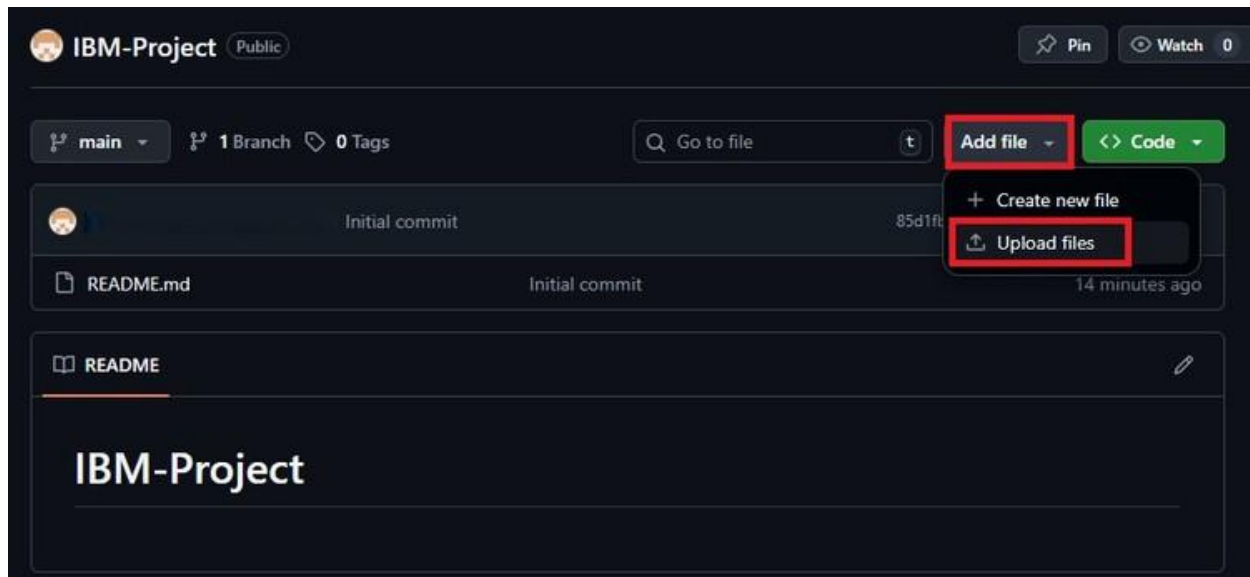 IBM-Project Public Pin Watch 0
main 1 Branch 0 Tags Go to file t Add file <> Code
Initial commit
Create new file
Upload files
README.md Initial commit 14 minutes ago
README
IBM-Project